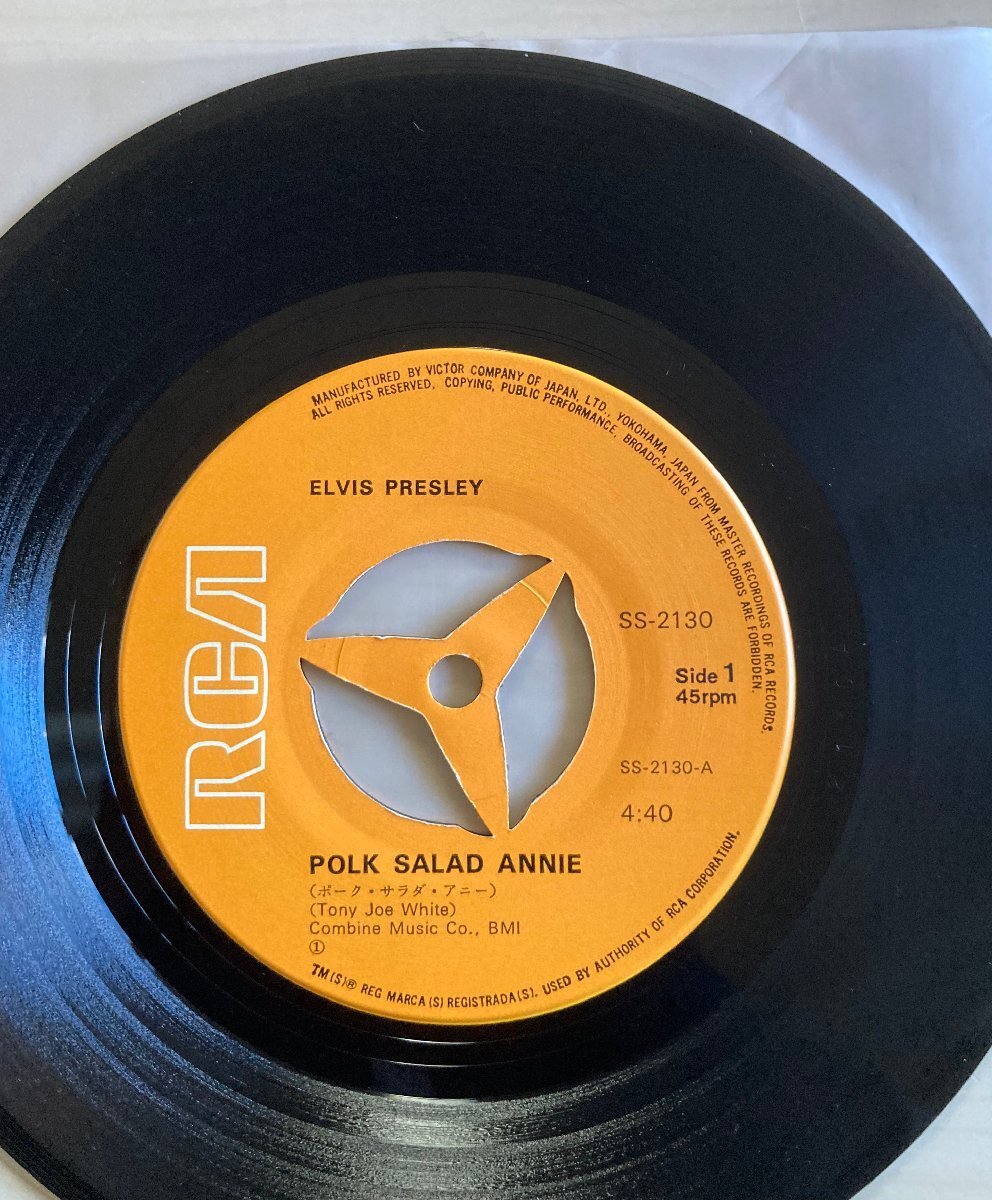 MANUFACTURED BY VICTOR COMPANY OF JAPAN, LTD., YOKOHAMA, JAPAN FROM MASTER RECORDINGS OF RCA RECORDS.
ALL RIGHTS RESERVED. COPYING, PUBLIC PERFORMANCE, BROADCASTING OF THESE RECORDS ARE FORBIDDEN.
ELVIS PRESLEY
RCA
SS-2130
Side 1
45rpm
SS-2130-A
4:40
POLK SALAD ANNIE
(ポーク・サラダ・アニー)
(Tony Joe White)
Combine Music Co., BMI
①
TM(S)® REG MARCA(S) REGISTRADA(S). USED BY AUTHORITY OF RCA CORPORATION.